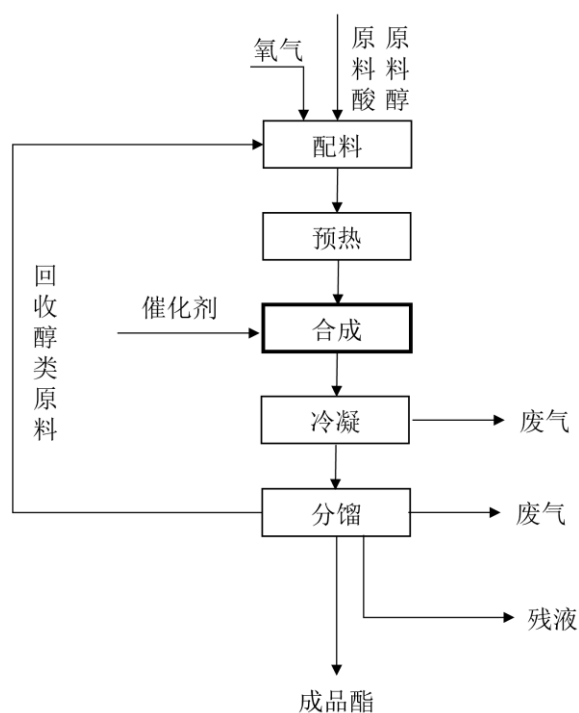 氧气
原料酸
原料醇
配料
预热
回收醇类原料
催化剂
合成
冷凝
废气
分馏
废气
残液
成品酯